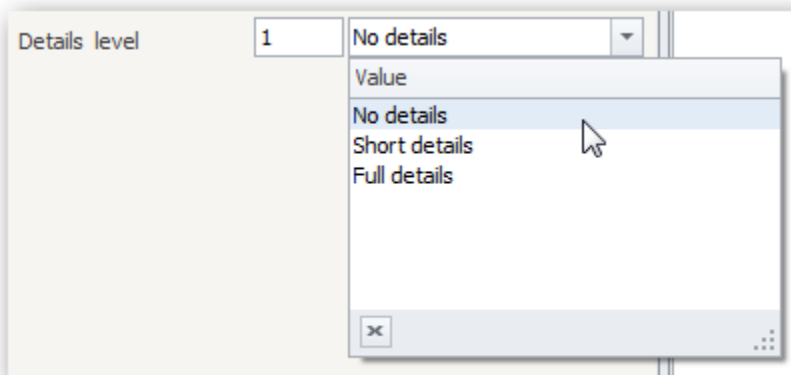 Details level 1 No details
Value
No details
Short details
Full details